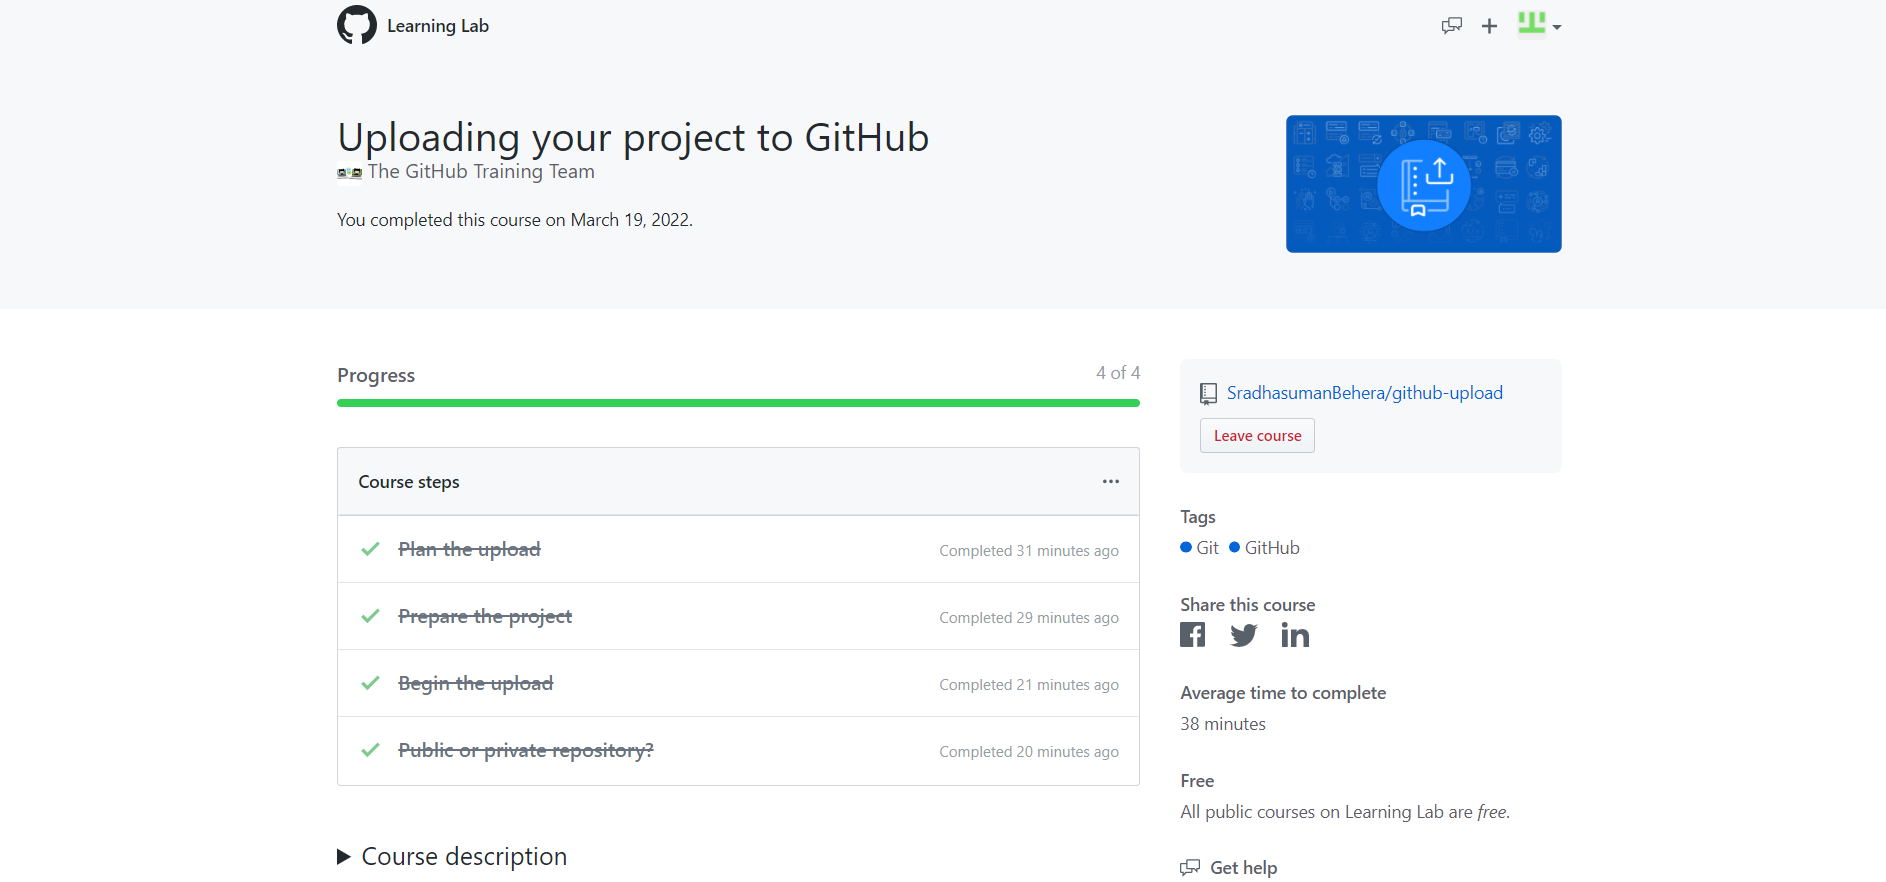 Learning Lab
Uploading your project to GitHub
The GitHub Training Team
You completed this course on March 19, 2022.
Progress
4 of 4
Course steps
Plan the upload
Completed 31 minutes ago
Prepare the project
Completed 29 minutes ago
Begin the upload
Completed 21 minutes ago
Public or private repository?
Completed 20 minutes ago
Course description
SradhasumanBehera/github-upload
Leave course
Tags
Git GitHub
Share this course
Average time to complete
38 minutes
Free
All public courses on Learning Lab are free.
Get help